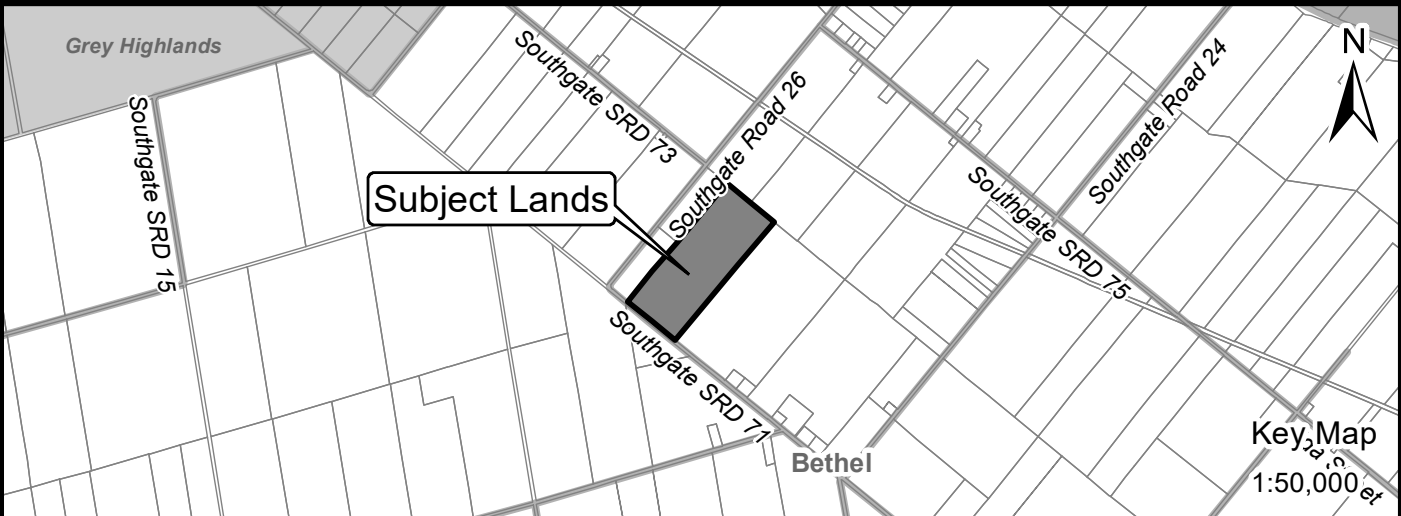 Grey Highlands
N
Southgate SRD 15
Southgate SRD 73
Southgate Road 26
Southgate Road 24
Subject Lands
Southgate SRD 75
Southgate SRD 71
Bethel
Key Map
1:50,000